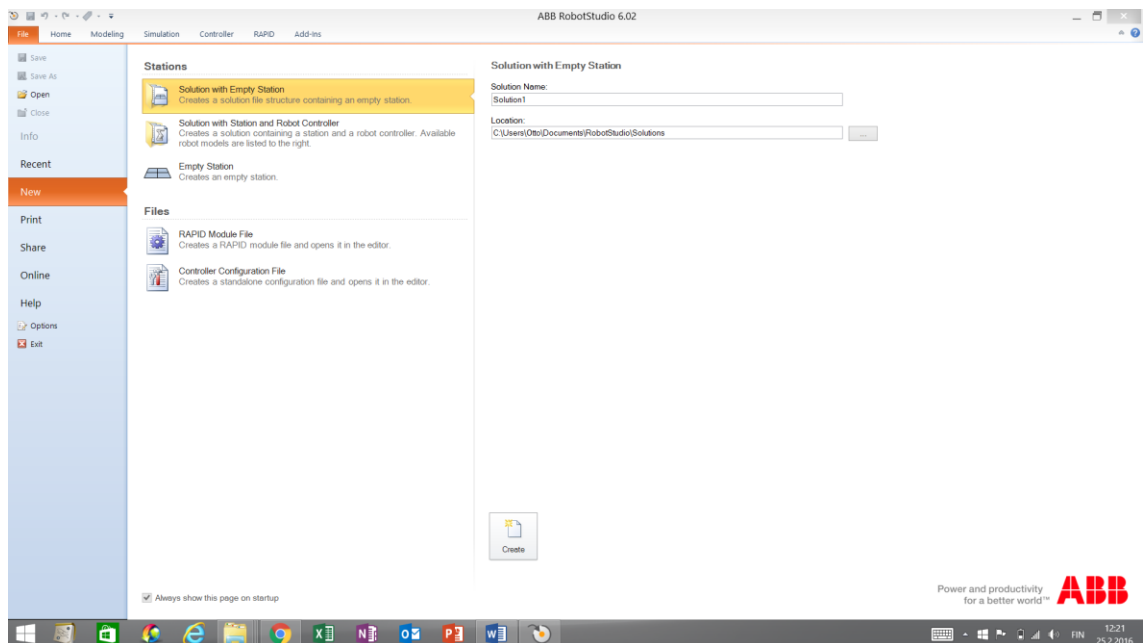 ABB RobotStudio 6.02
File Home Modeling Simulation Controller RAPID Add-Ins
Save
Save As
Open
Close
Info
Recent
New
Print
Share
Online
Help
Options
Exit
Stations
Solution with Empty Station
Creates a solution file structure containing an empty station.
Solution with Station and Robot Controller
Creates a solution containing a station and a robot controller. Available
robot models are listed to the right.
Empty Station
Creates an empty station.
Files
RAPID Module File
Creates a RAPID module file and opens it in the editor.
Controller Configuration File
Creates a standalone configuration file and opens it in the editor.
Always show this page on startup
Solution with Empty Station
Solution Name:
Solution1
Location:
C:\Users\Otto\Documents\RobotStudio\Solutions
...
Create
Power and productivity
for a better world™
ABB
FIN
12:21
25.2.2016